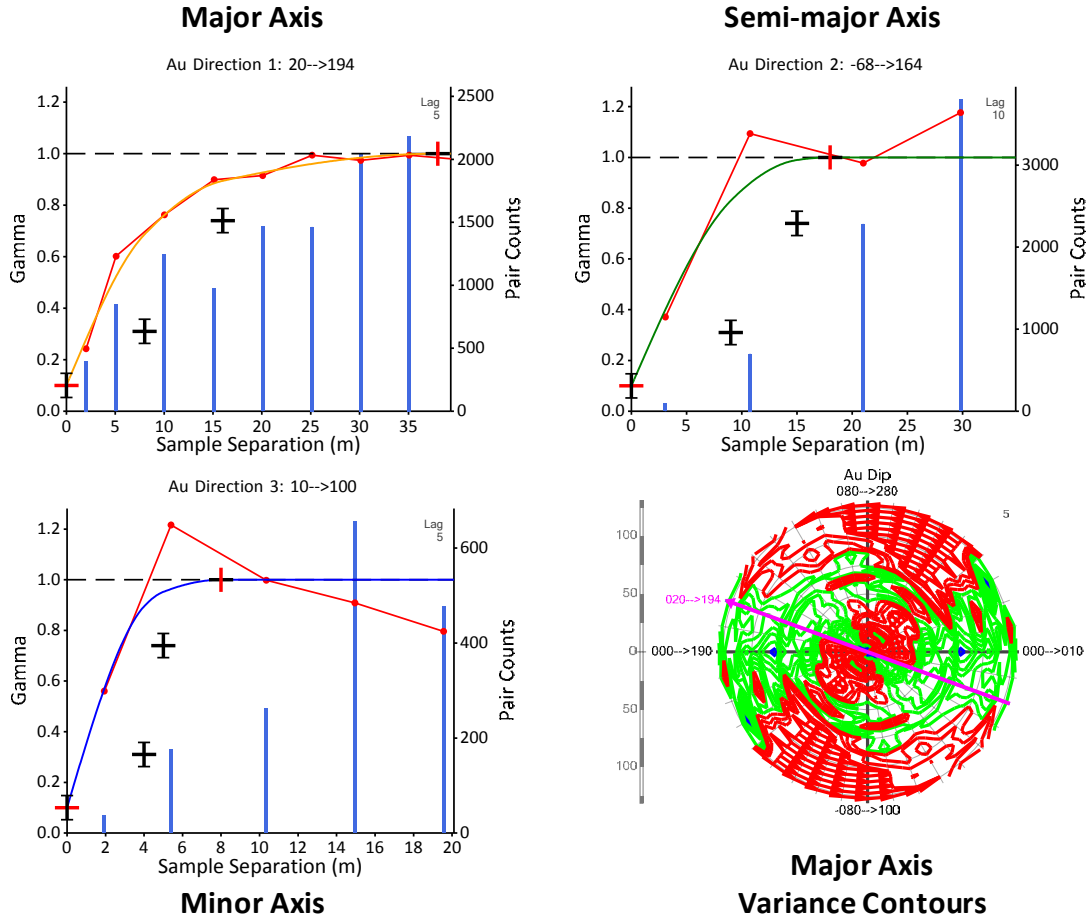 Major Axis
Semi-major Axis
Au Direction 1: 20-->194
Au Direction 2: -68-->164
Lag
5
Lag
10
1.2
1.0
0.8
0.6
0.4
0.2
0.0
Gamma
2500
2000
1500
1000
500
0
Pair Counts
0 5 10 15 20 25 30 35
Sample Separation (m)
1.2
1.0
0.8
0.6
0.4
0.2
0.0
Gamma
3000
2000
1000
0
Pair Counts
0 5 10 15 20 25 30
Sample Separation (m)
Au Direction 3: 10-->100
Lag
5
1.2
1.0
0.8
0.6
0.4
0.2
0.0
Gamma
600
400
200
0
Pair Counts
0 2 4 6 8 10 12 14 16 18 20
Sample Separation (m)
Minor Axis
Au Dip
080-->280
5
100
50
0
50
100
020-->194
000-->190
000-->010
-080-->100
Major Axis
Variance Contours